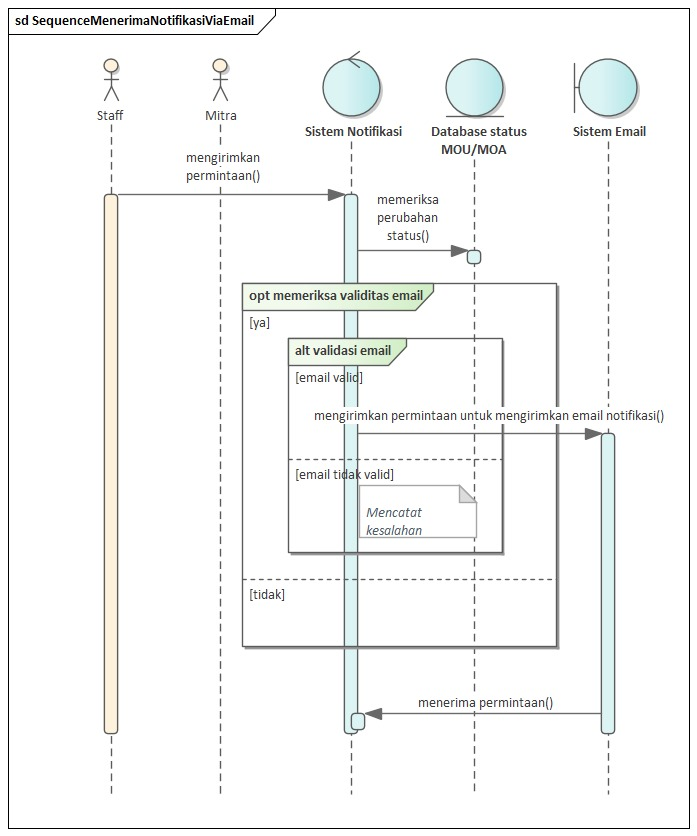 sd SequenceMenerimaNotifikasiViaEmail
Staff
Mitra
Sistem Notifikasi
Database status
MOU/MOA
Sistem Email
mengirimkan
permintaan()
memeriksa
perubahan
status()
opt memeriksa validitas email
[ya]
alt validasi email
[email valid]
mengirimkan permintaan untuk mengirimkan email notifikasi()
[email tidak valid]
Mencatat
kesalahan
[tidak]
menerima permintaan()